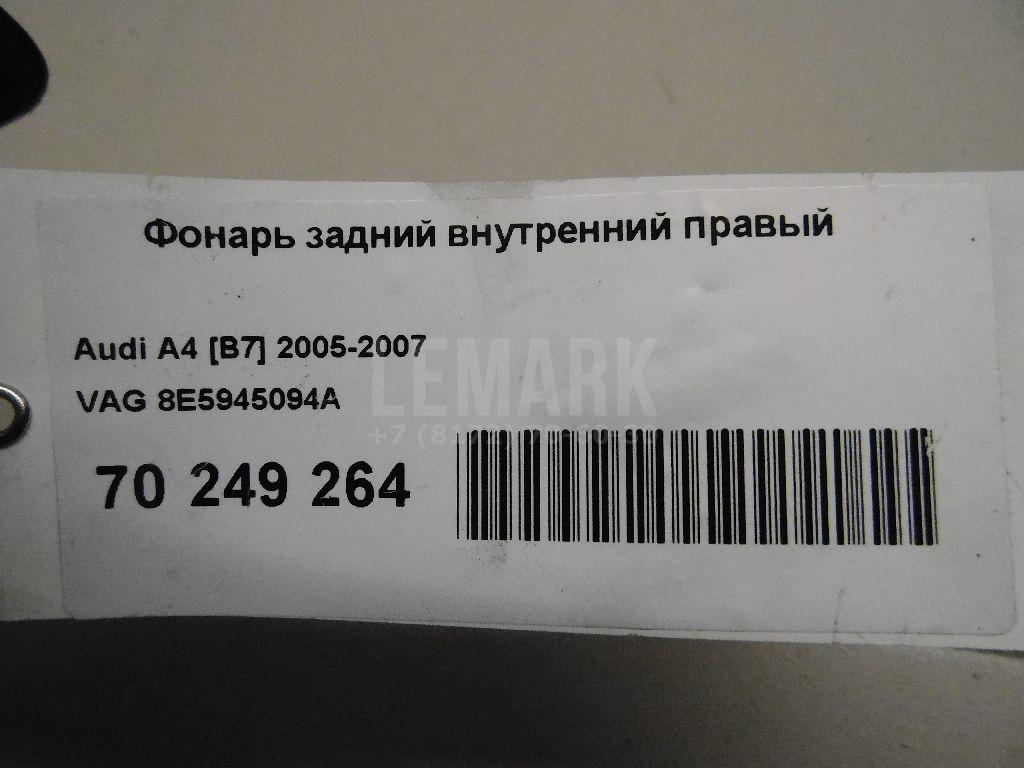 Фонарь задний внутренний правый
Audi A4 [B7] 2005-2007
VAG 8E5945094A
LEMARK
70 249 264